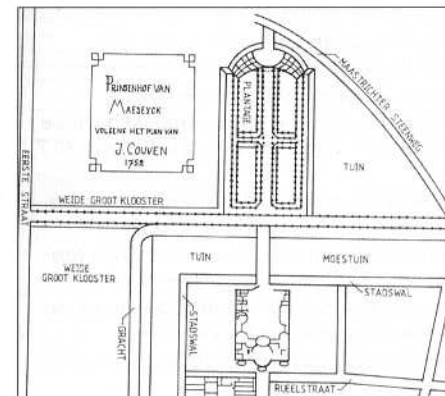 PRINSENHOF VAN
MAESEYCK
VOLGENS HET PLAN VAN
J. COUVEN
1758
PLANTAGE
MAASTRICHTER STEENWEG
TUIN
EERSTE STRAAT
WEIDE GROOT KLOOSTER
WEIDE
GROOT KLOOSTER
TUIN
MOESTUIN
GRACHT
STADSWAL
STADSWAL
RUEELSTRAAT